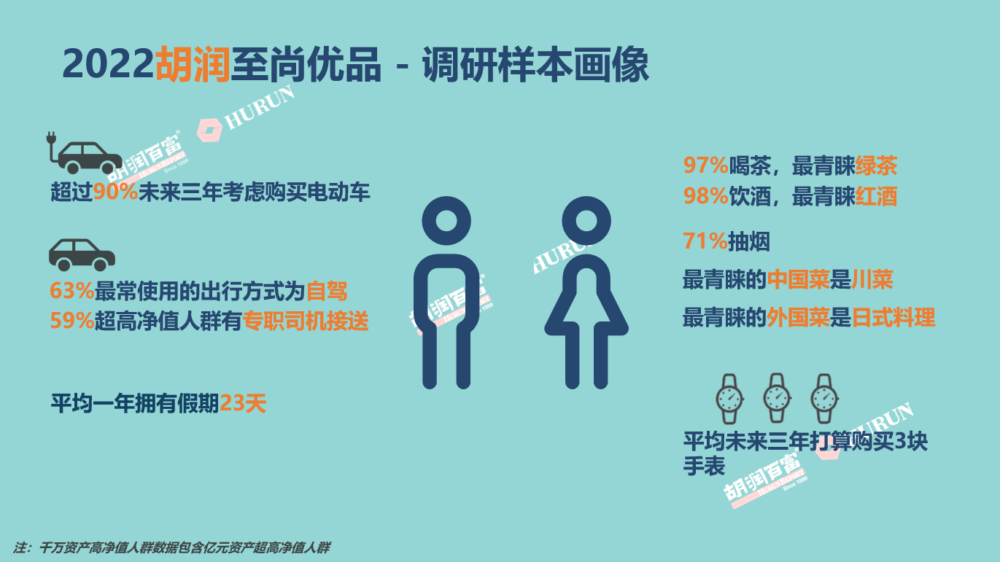 2022胡润至尚优品 - 调研样本画像
HURUN
胡润百富
HURUN REPORT
Since 1999
超过90%未来三年考虑购买电动车
63%最常使用的出行方式为自驾
59%超高净值人群有专职司机接送
平均一年拥有假期23天
HURUN
胡润百富
HURUN REPORT
Since 1999
97%喝茶，最青睐绿茶
98%饮酒，最青睐红酒
71%抽烟
最青睐的中国菜是川菜
最青睐的外国菜是日式料理
平均未来三年打算购买3块
手表
HURUN
胡润百富
HURUN REPORT
Since 1999
注：千万资产高净值人群数据包含亿元资产超高净值人群